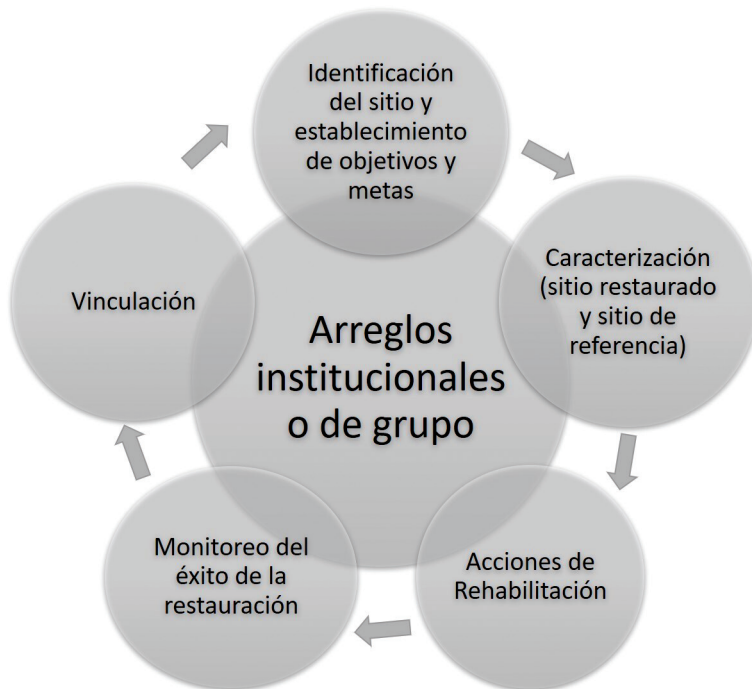 Identificación
del sitio y
establecimiento
de objetivos y
metas
Caracterización
(sitio restaurado
y sitio de
referencia)
Acciones de
Rehabilitación
Monitoreo del
éxito de la
restauración
Vinculación
Arreglos
institucionales
o de grupo